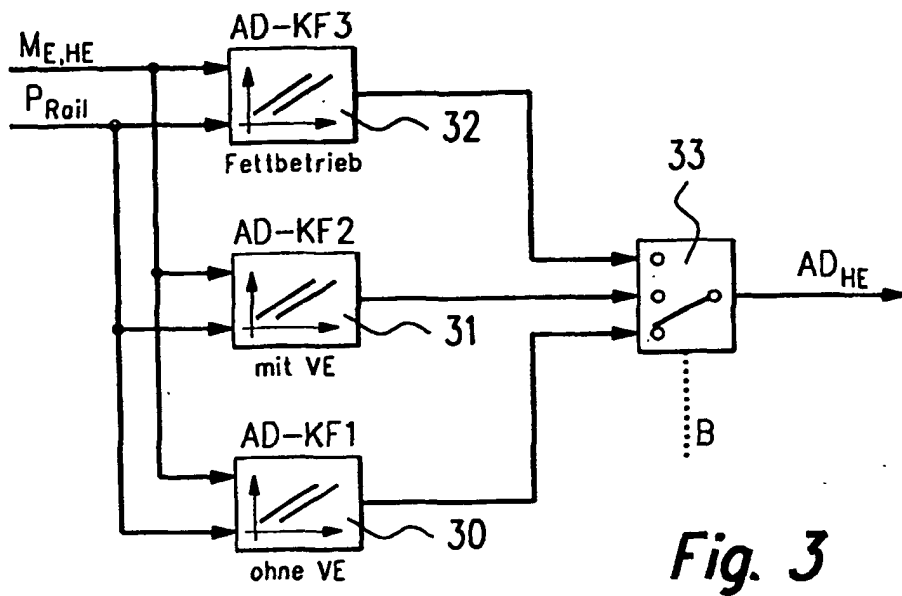 M_E,HE
P_Rail
AD-KF3
32
Fettbetrieb
AD-KF2
31
mit VE
AD-KF1
30
ohne VE
33
AD_HE
B
Fig. 3